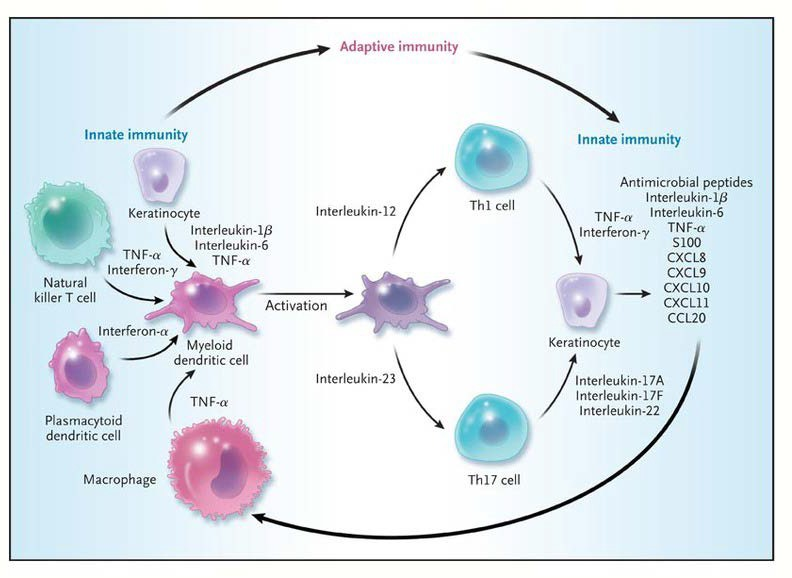 Adaptive immunity
Innate immunity
Keratinocyte
Interleukin-1β
Interleukin-6
TNF-α
TNF-α
Interferon-γ
Natural
killer T cell
Interferon-α
Myeloid
dendritic cell
Plasmacytoid
dendritic cell
TNF-α
Macrophage
Activation
Interleukin-12
Interleukin-23
Th1 cell
Th17 cell
TNF-α
Interferon-γ
Keratinocyte
Interleukin-17A
Interleukin-17F
Interleukin-22
Innate immunity
Antimicrobial peptides
Interleukin-1β
Interleukin-6
TNF-α
S100
CXCL8
CXCL9
CXCL10
CXCL11
CCL20